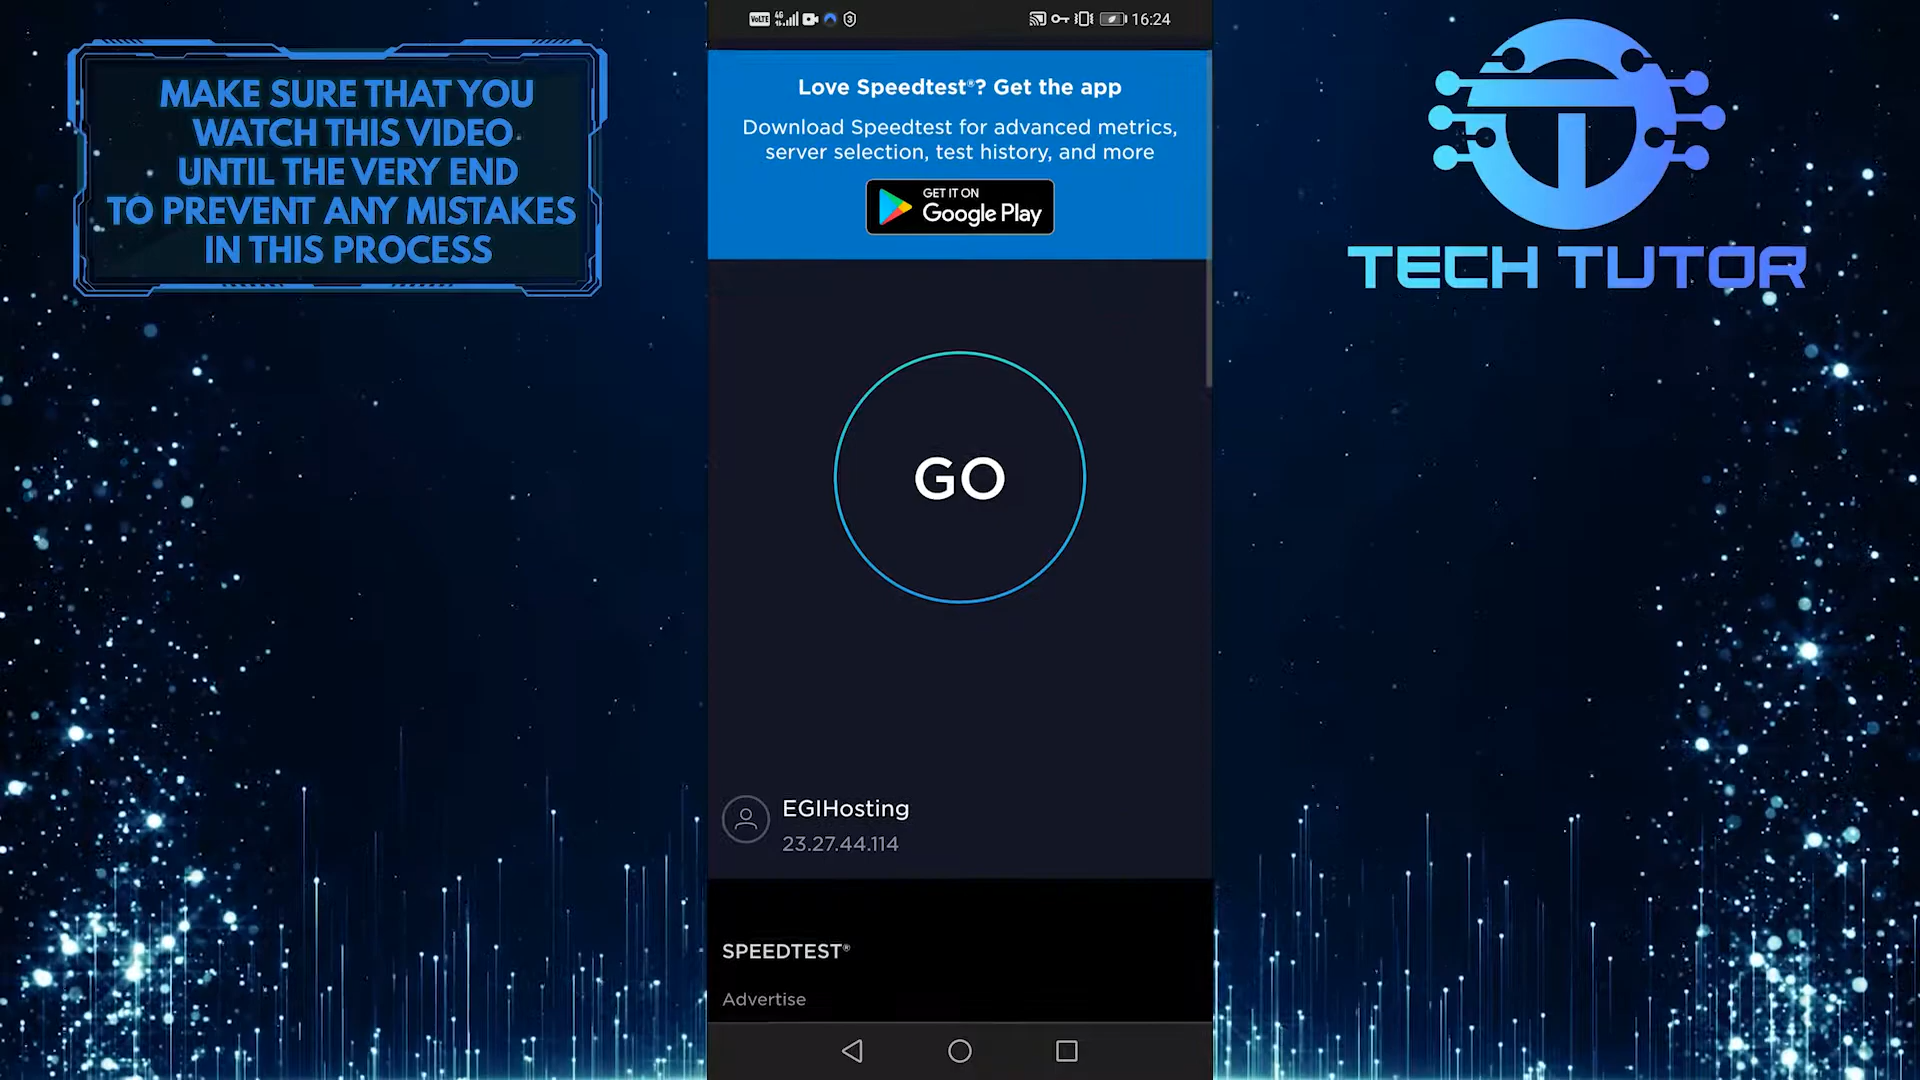 MAKE SURE THAT YOU
WATCH THIS VIDEO
UNTIL THE VERY END
TO PREVENT ANY MISTAKES
IN THIS PROCESS
VoLTE 4G 16:24
Love Speedtest®? Get the app
Download Speedtest for advanced metrics,
server selection, test history, and more
GET IT ON
Google Play
GO
EGIHosting
23.27.44.114
SPEEDTEST®
Advertise
TECH TUTOR